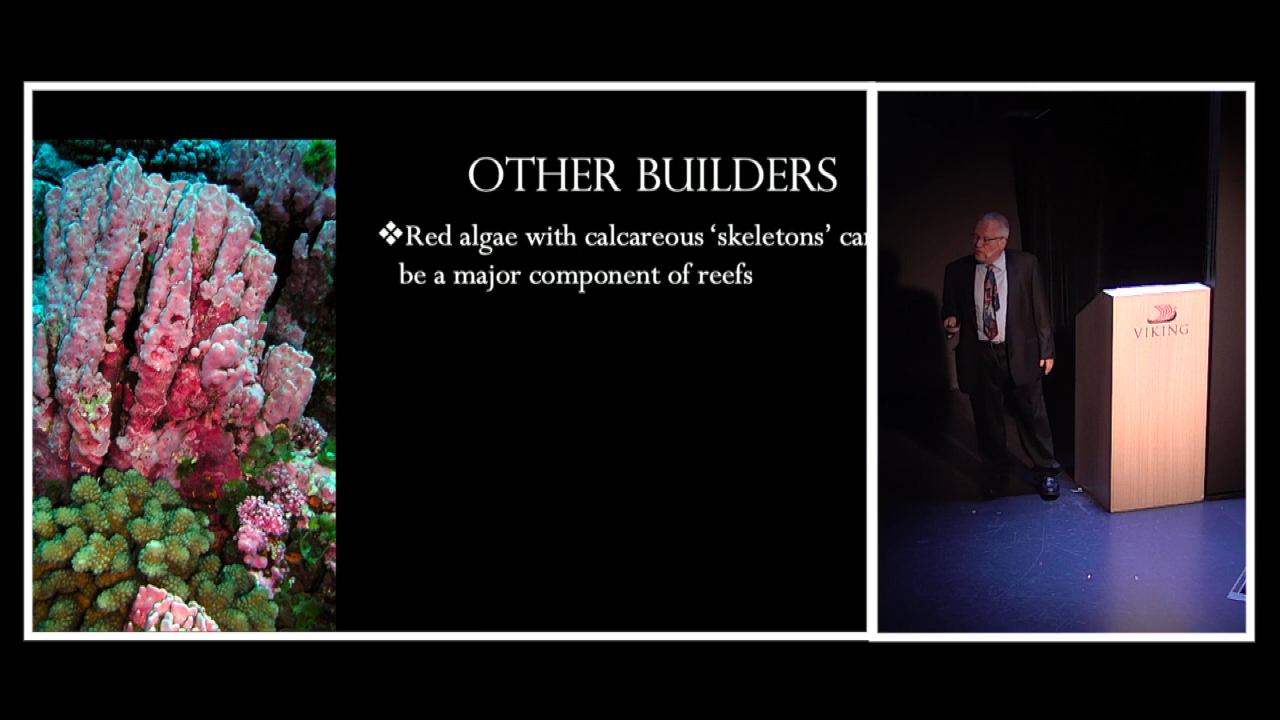 OTHER BUILDERS
❖Red algae with calcareous ‘skeletons’ ca
be a major component of reefs
VIKING